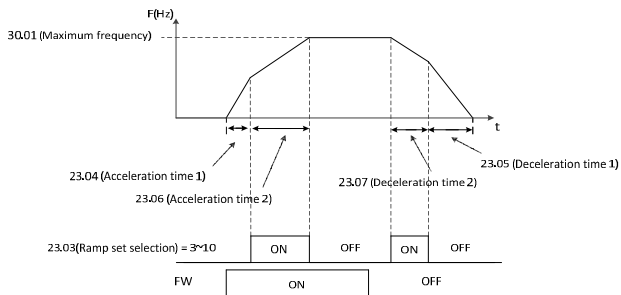 F(Hz)
30.01 (Maximum frequency)
t
23.04 (Acceleration time 1)
23.05 (Deceleration time 1)
23.06 (Acceleration time 2)
23.07 (Deceleration time 2)
23.03(Ramp set selection) = 3~10
ON
OFF
ON
OFF
FW
ON
OFF